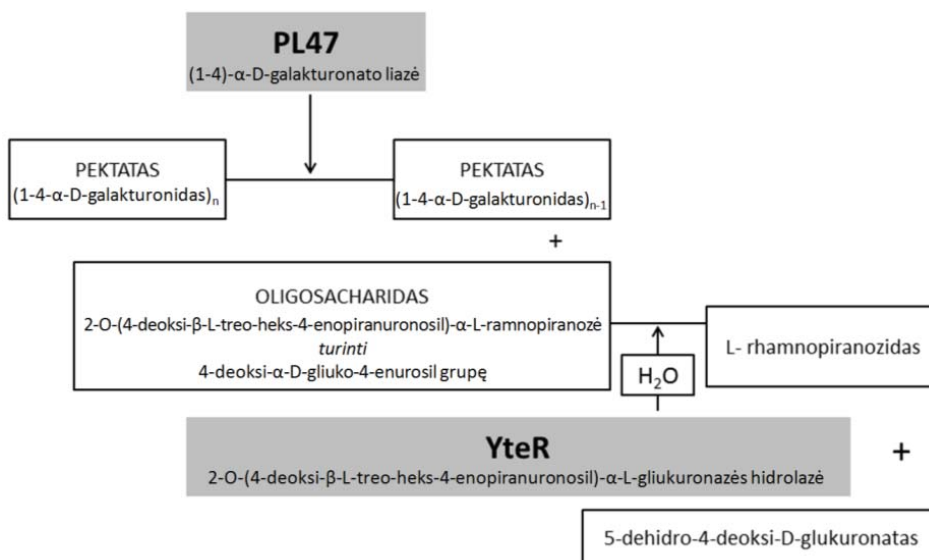 PL47
(1-4)-α-D-galakturonato liazė
PEKTATAS
(1-4-α-D-galakturonidas)n
PEKTATAS
(1-4-α-D-galakturonidas)n-1
+
OLIGOSACHARIDAS
2-O-(4-deoksi-β-L-treo-heks-4-enopiranuronosil)-α-L-ramnopiranozė
turinti
4-deoksi-α-D-gliuko-4-enurosil grupę
L- rhamnopiranozidas
H₂O
YteR
2-O-(4-deoksi-β-L-treo-heks-4-enopiranuronosil)-α-L-gliukuronazės hidrolazė
+
5-dehidro-4-deoksi-D-glukuronatas